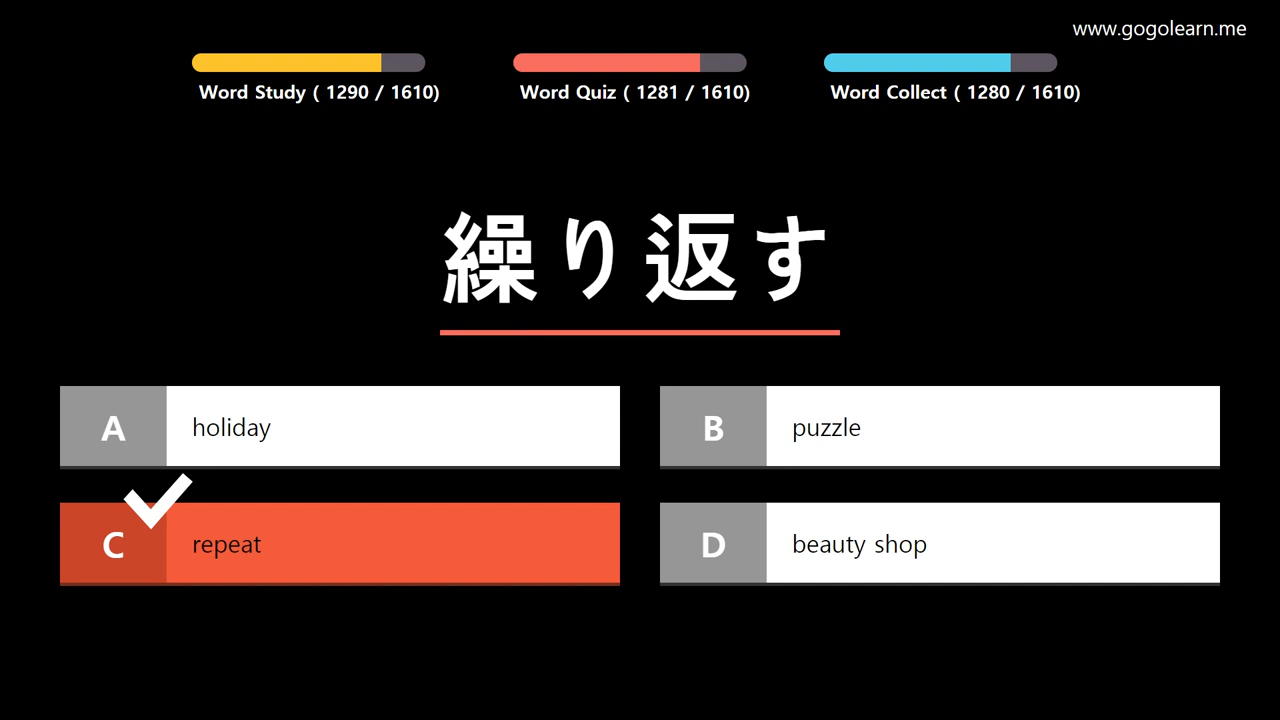 www.gogolearn.me
Word Study ( 1290 / 1610)
Word Quiz ( 1281 / 1610)
Word Collect ( 1280 / 1610)
繰り返す
A holiday
B puzzle
C repeat
D beauty shop